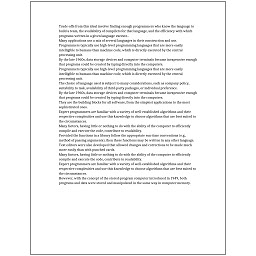 Trade-offs from this ideal involve finding enough programmers who know the language to
build a team, the availability of compilers for that language, and the efficiency with which
programs written in a given language execute.
Many applications use a mix of several languages in their construction and use.
Programmers typically use high-level programming languages that are more easily
intelligible to humans than machine code, which is directly executed by the central
processing unit.
By the late 1960s, data storage devices and computer terminals became inexpensive enough
that programs could be created by typing directly into the computers.
Programmers typically use high-level programming languages that are more easily
intelligible to humans than machine code, which is directly executed by the central
processing unit.
The choice of language used is subject to many considerations, such as company policy,
suitability to task, availability of third-party packages, or individual preference.
By the late 1960s, data storage devices and computer terminals became inexpensive enough
that programs could be created by typing directly into the computers.
They are the building blocks for all software, from the simplest applications to the most
sophisticated ones.
Expert programmers are familiar with a variety of well-established algorithms and their
respective complexities and use this knowledge to choose algorithms that are best suited to
the circumstances.
Many factors, having little or nothing to do with the ability of the computer to efficiently
compile and execute the code, contribute to readability.
Provided the functions in a library follow the appropriate run-time conventions (e.g.,
method of passing arguments), then these functions may be written in any other language.
Text editors were also developed that allowed changes and corrections to be made much
more easily than with punched cards.
Many factors, having little or nothing to do with the ability of the computer to efficiently
compile and execute the code, contribute to readability.
Expert programmers are familiar with a variety of well-established algorithms and their
respective complexities and use this knowledge to choose algorithms that are best suited to
the circumstances.
However, with the concept of the stored-program computer introduced in 1949, both
programs and data were stored and manipulated in the same way in computer memory.